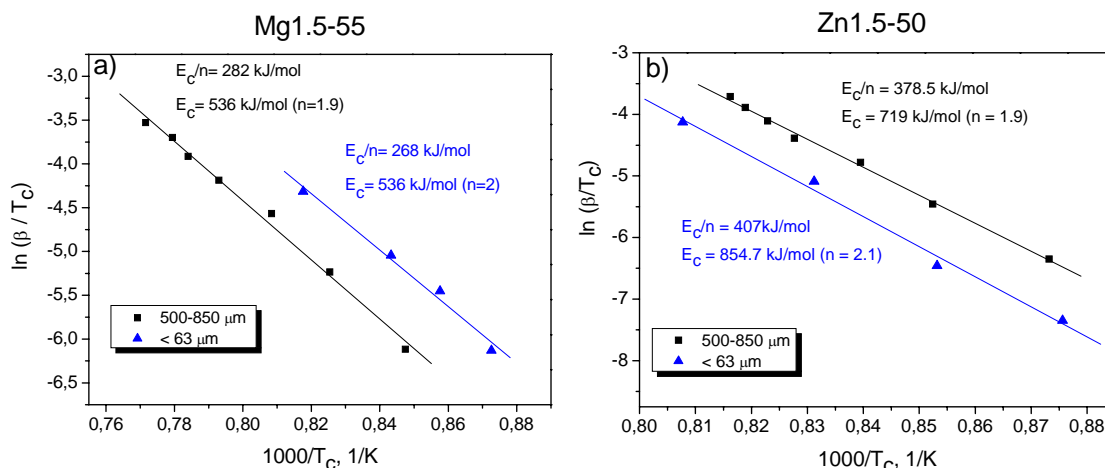 Mg1.5-55
a)
E_c/n= 282 kJ/mol
E_c= 536 kJ/mol (n=1.9)
E_c/n= 268 kJ/mol
E_c= 536 kJ/mol (n=2)
-3,0
-3,5
-4,0
-4,5
-5,0
-5,5
-6,0
-6,5
ln (β / T_C)
500-850 μm
< 63 μm
0,76 0,78 0,80 0,82 0,84 0,86 0,88
1000/T_C, 1/K
Zn1.5-50
b)
E_c/n = 378.5 kJ/mol
E_c = 719 kJ/mol (n = 1.9)
E_c/n = 407kJ/mol
E_c = 854.7 kJ/mol (n = 2.1)
-3
-4
-5
-6
-7
-8
ln (β/T_C)
500-850 μm
< 63 μm
0,80 0,81 0,82 0,83 0,84 0,85 0,86 0,87 0,88
1000/T_C, 1/K